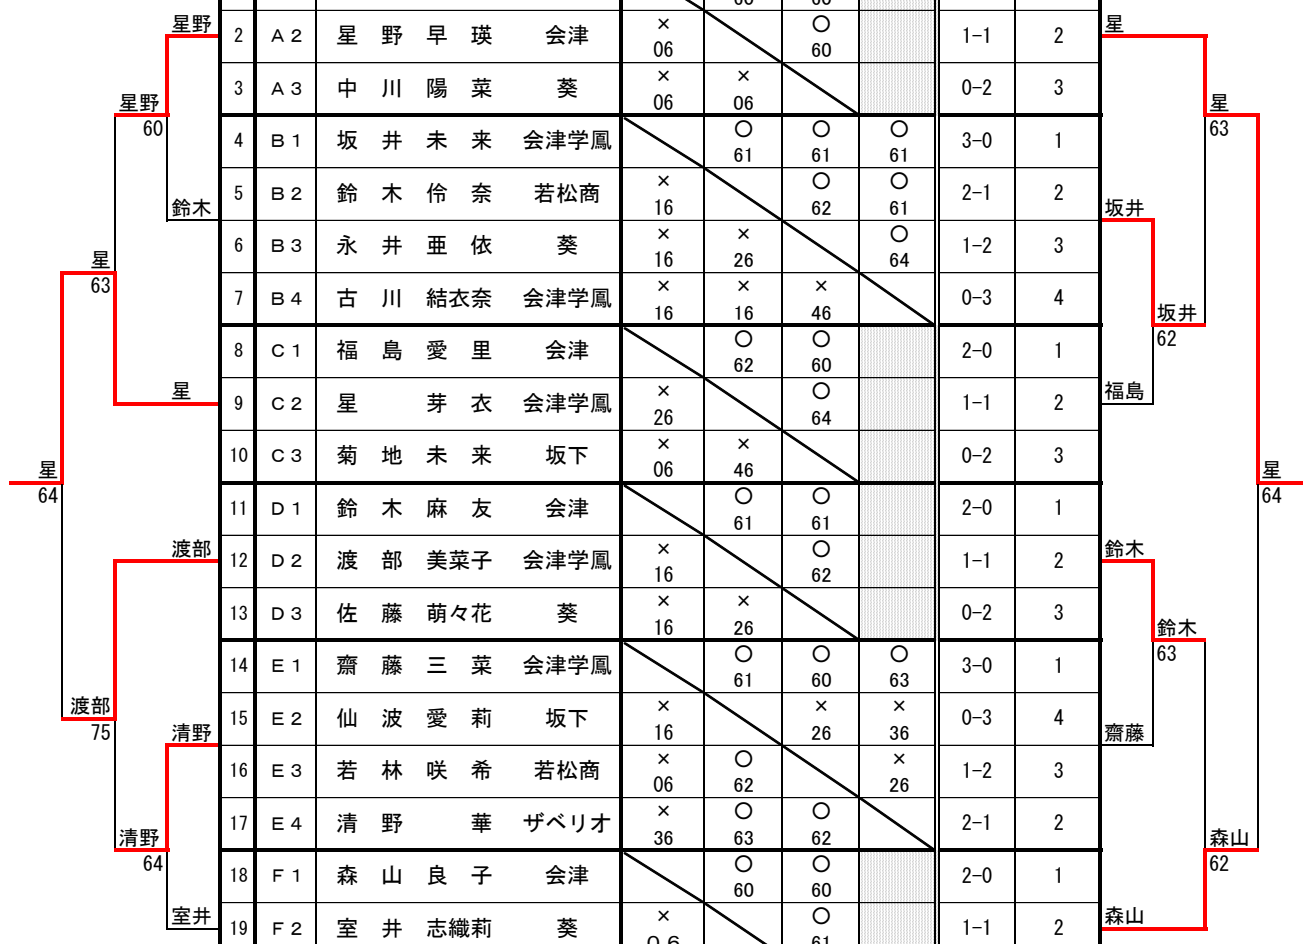 星野 2 A2 星 野 早 瑛 会津 × 06 ○ 60 1-1 2 星
3 A3 中 川 陽 菜 葵 × 06 × 06 0-2 3
星野 60 星 63
4 B1 坂 井 未 来 会津学鳳 ○ 61 ○ 61 ○ 61 3-0 1
鈴木 5 B2 鈴 木 伶 奈 若松商 × 16 ○ 62 ○ 61 2-1 2 坂井
6 B3 永 井 亜 依 葵 × 16 × 26 ○ 64 1-2 3
星 63
7 B4 古 川 結衣奈 会津学鳳 × 16 × 16 × 46 0-3 4
坂井 62
8 C1 福 島 愛 里 会津 ○ 62 ○ 60 2-0 1
星 9 C2 星 芽 衣 会津学鳳 × 26 ○ 64 1-1 2 福島
10 C3 菊 地 未 来 坂下 × 06 × 46 0-2 3
星 64 星 64
11 D1 鈴 木 麻 友 会津 ○ 61 ○ 61 2-0 1
渡部 12 D2 渡 部 美菜子 会津学鳳 × 16 ○ 62 1-1 2 鈴木
13 D3 佐 藤 萌々花 葵 × 16 × 26 0-2 3
鈴木 63
14 E1 齋 藤 三 菜 会津学鳳 ○ 61 ○ 60 ○ 63 3-0 1
渡部 75
15 E2 仙 波 愛 莉 坂下 × 16 × 26 × 36 0-3 4
清野 齋藤
16 E3 若 林 咲 希 若松商 × 06 ○ 62 × 26 1-2 3
17 E4 清 野 華 ザベリオ × 36 ○ 63 ○ 62 2-1 2
清野 64 森山 62
18 F1 森 山 良 子 会津 ○ 60 ○ 60 2-0 1
室井 19 F2 室 井 志織莉 葵 × ○ 1-1 2 森山